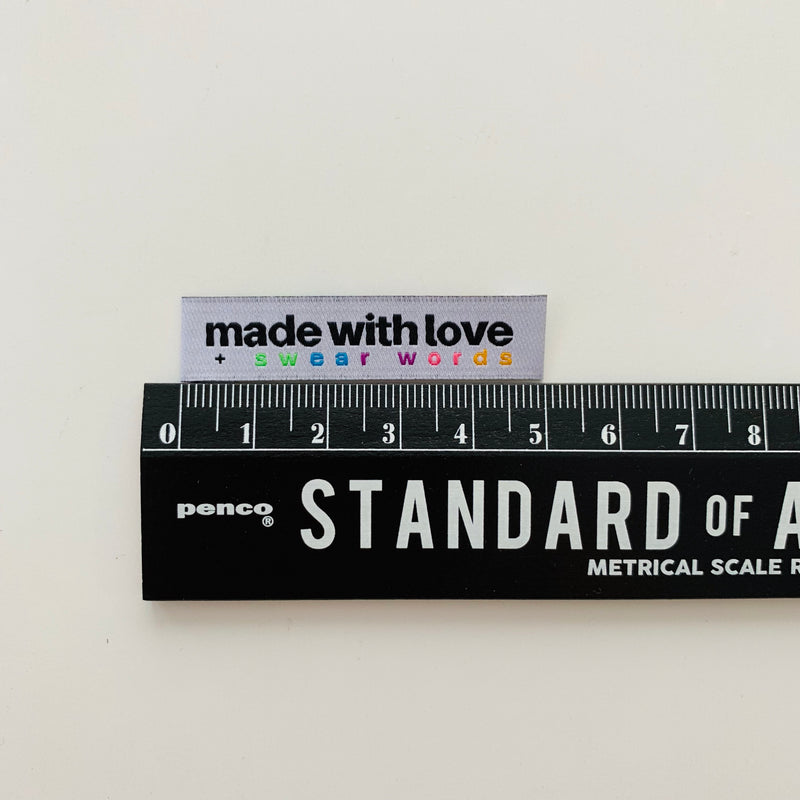 made with love
+ swear words
0 1 2 3 4 5 6 7 8
penco®
STANDARD OF A
METRICAL SCALE R